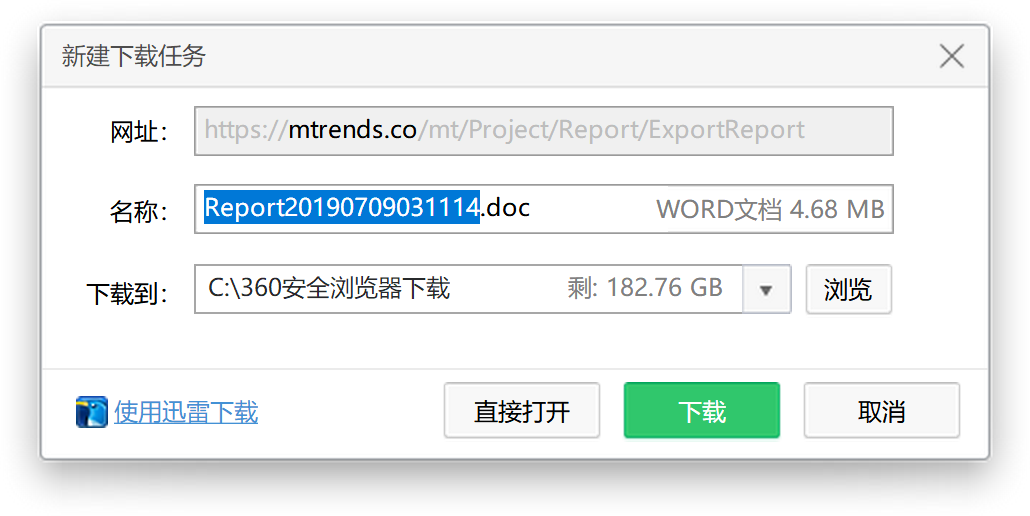 新建下载任务
网址： https://mtrends.co/mt/Project/Report/ExportReport
名称： Report20190709031114.doc WORD文档 4.68 MB
下载到： C:\360安全浏览器下载 剩: 182.76 GB 浏览
使用迅雷下载 直接打开 下载 取消